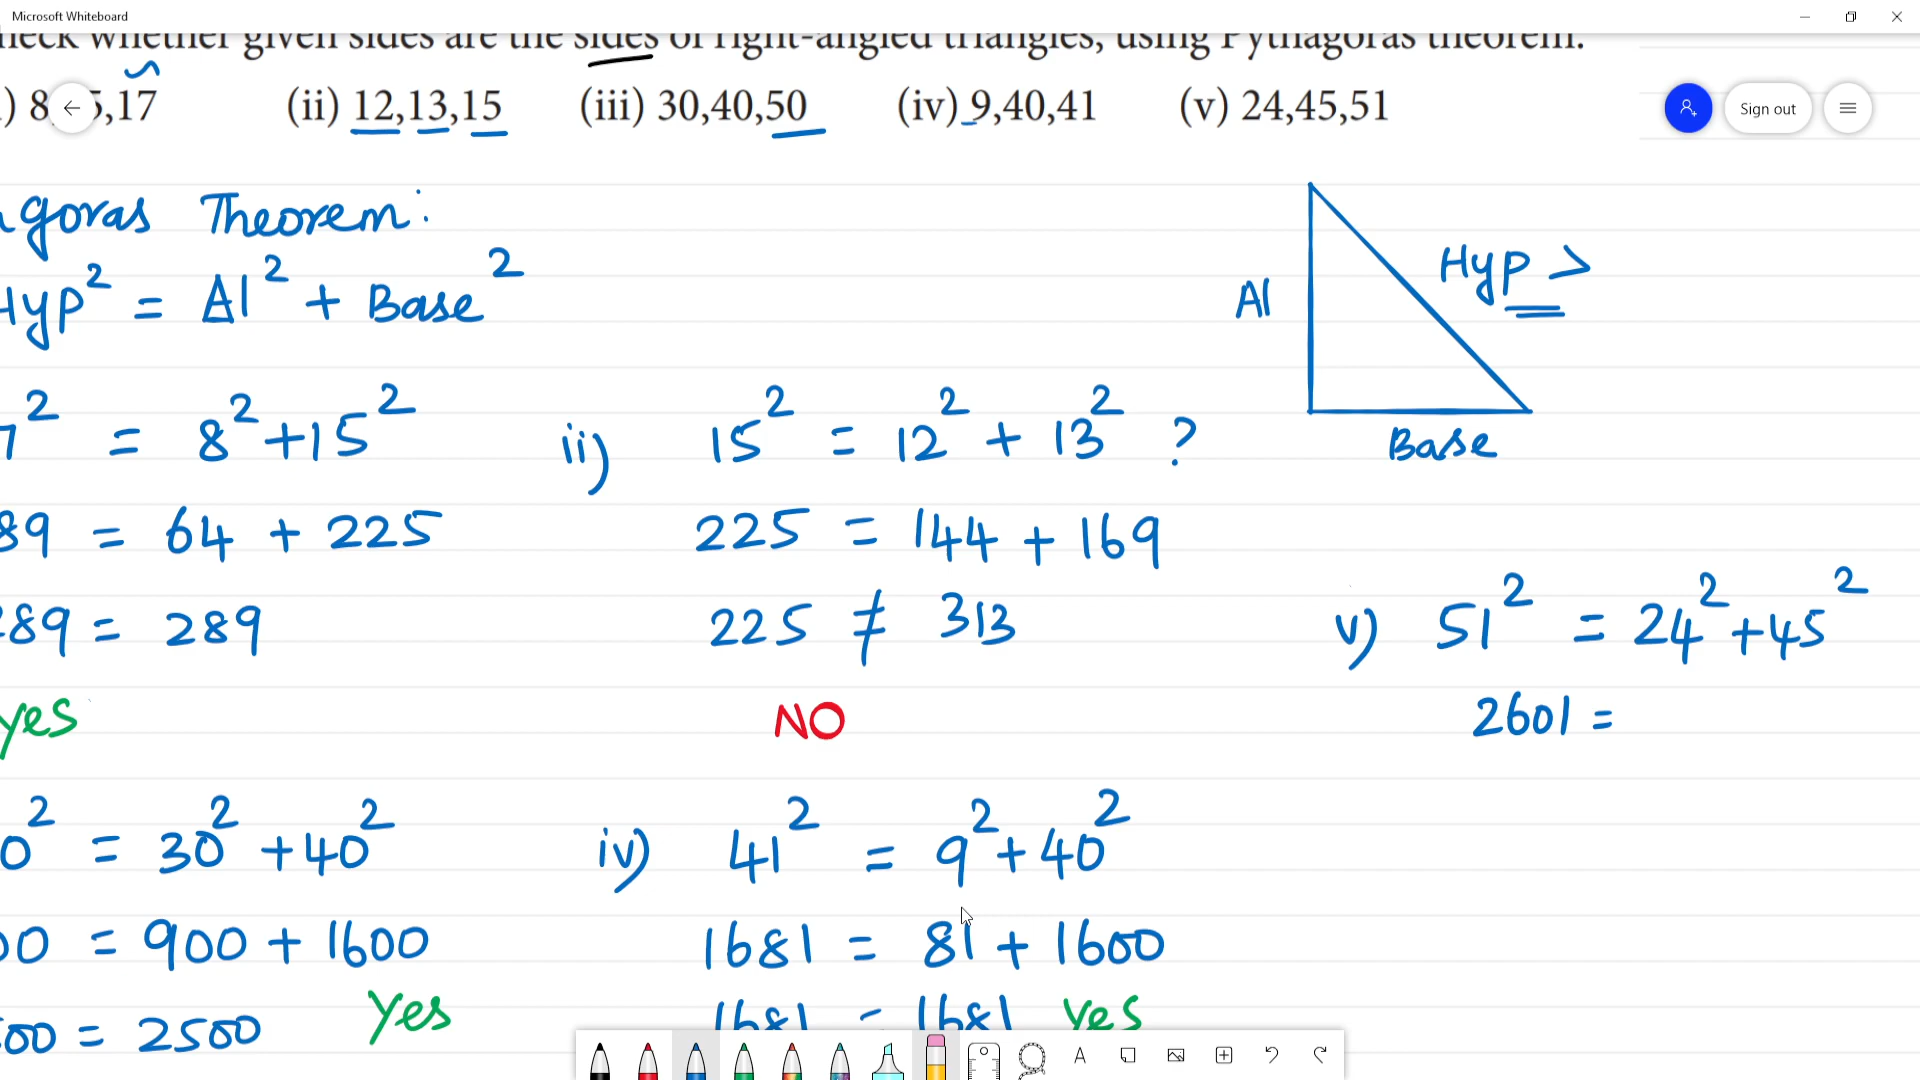 Microsoft Whiteboard
heck whether given sides are the sides of right-angled triangles, using Pythagoras theorem.
) 8, 5,17 (ii) 12,13,15 (iii) 30,40,50 (iv) 9,40,41 (v) 24,45,51
Sign out
goras Theorem:
Hyp² = Al² + Base²
Al
Hyp >
Base
7² = 8² + 15²
ii) 15² = 12² + 13² ?
89 = 64 + 225
225 = 144 + 169
289 = 289
225 ≠ 313
v) 51² = 24² + 45²
yes
NO
2601 =
0² = 30² + 40²
iv) 41² = 9² + 40²
00 = 900 + 1600
1681 = 81 + 1600
500 = 2500 Yes
1681 = 1681 yes